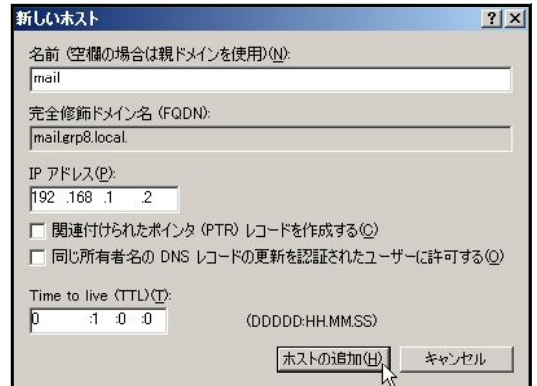 新しいホスト
名前 (空欄の場合は親ドメインを使用)(N):
mail
完全修飾ドメイン名 (FQDN):
mail.grp8.local.
IP アドレス(P):
192 .168 .1 .2
関連付けられたポインタ (PTR) レコードを作成する(C)
同じ所有者名の DNS レコードの更新を認証されたユーザーに許可する(O)
Time to live (TTL)(T):
0 :1 :0 :0 (DDDDD:HH.MM.SS)
ホストの追加(H) キャンセル